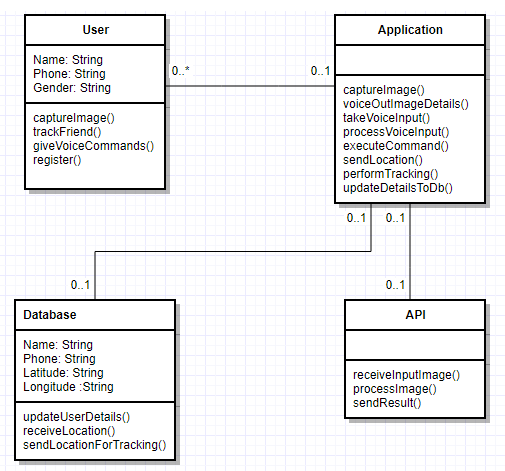 User
Name: String
Phone: String
Gender: String
captureImage()
trackFriend()
giveVoiceCommands()
register()
0..*
0..1
Application
captureImage()
voiceOutImageDetails()
takeVoiceInput()
processVoiceInput()
executeCommand()
sendLocation()
performTracking()
updateDetailsToDb()
0..1
0..1
0..1
0..1
Database
Name: String
Phone: String
Latitude: String
Longitude :String
updateUserDetails()
receiveLocation()
sendLocationForTracking()
API
receiveInputImage()
processImage()
sendResult()